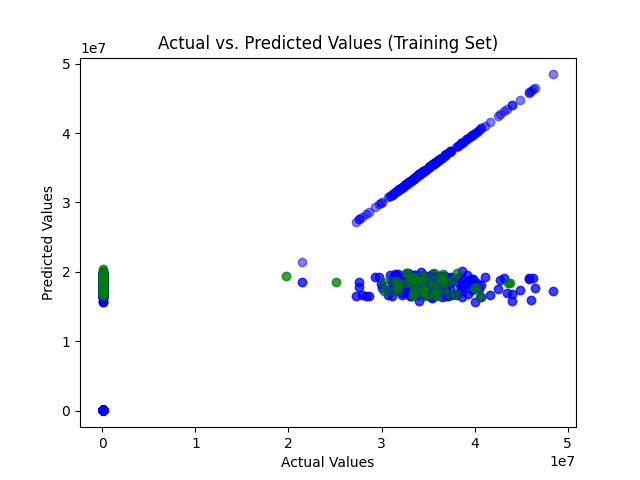 Actual vs. Predicted Values (Training Set)
1e7
5
4
3
2
1
0
Predicted Values
0
1
2
3
4
5
Actual Values
1e7